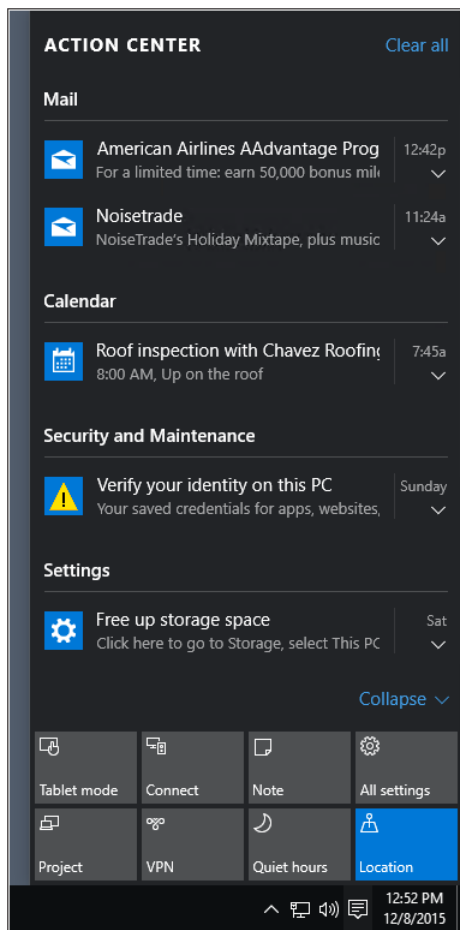 ACTION CENTER
Clear all
Mail
American Airlines AAdvantage Prog
12:42p
For a limited time: earn 50,000 bonus mil
Noisetrade
11:24a
NoiseTrade's Holiday Mixtape, plus music
Calendar
Roof inspection with Chavez Roofing
7:45a
8:00 AM, Up on the roof
Security and Maintenance
Verify your identity on this PC
Sunday
Your saved credentials for apps, websites,
Settings
Free up storage space
Sat
Click here to go to Storage, select This PC
Collapse
Tablet mode
Connect
Note
All settings
Project
VPN
Quiet hours
Location
12:52 PM
12/8/2015